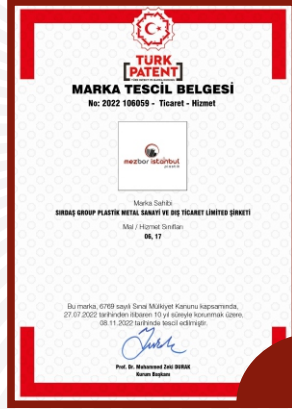 TÜRK
PATENT
MARKA TESCİL BELGESİ
No: 2022 106059 - Ticaret - Hizmet
mezbor istanbul
Marka Sahibi
SIRDAŞ GROUP PLASTİK METAL SANAYİ VE DIŞ TİCARET LİMİTED ŞİRKETİ
Mal / Hizmet Sınıfları
06, 17
Bu marka, 6769 sayılı Sınai Mülkiyet Kanunu kapsamında,
27.07.2022 tarihinden itibaren 10 yıl süreyle korunmak üzere,
08.11.2022 tarihinde tescil edilmiştir.
Prof. Dr. Muhammed Zeki DURAK
Kurum Başkanı